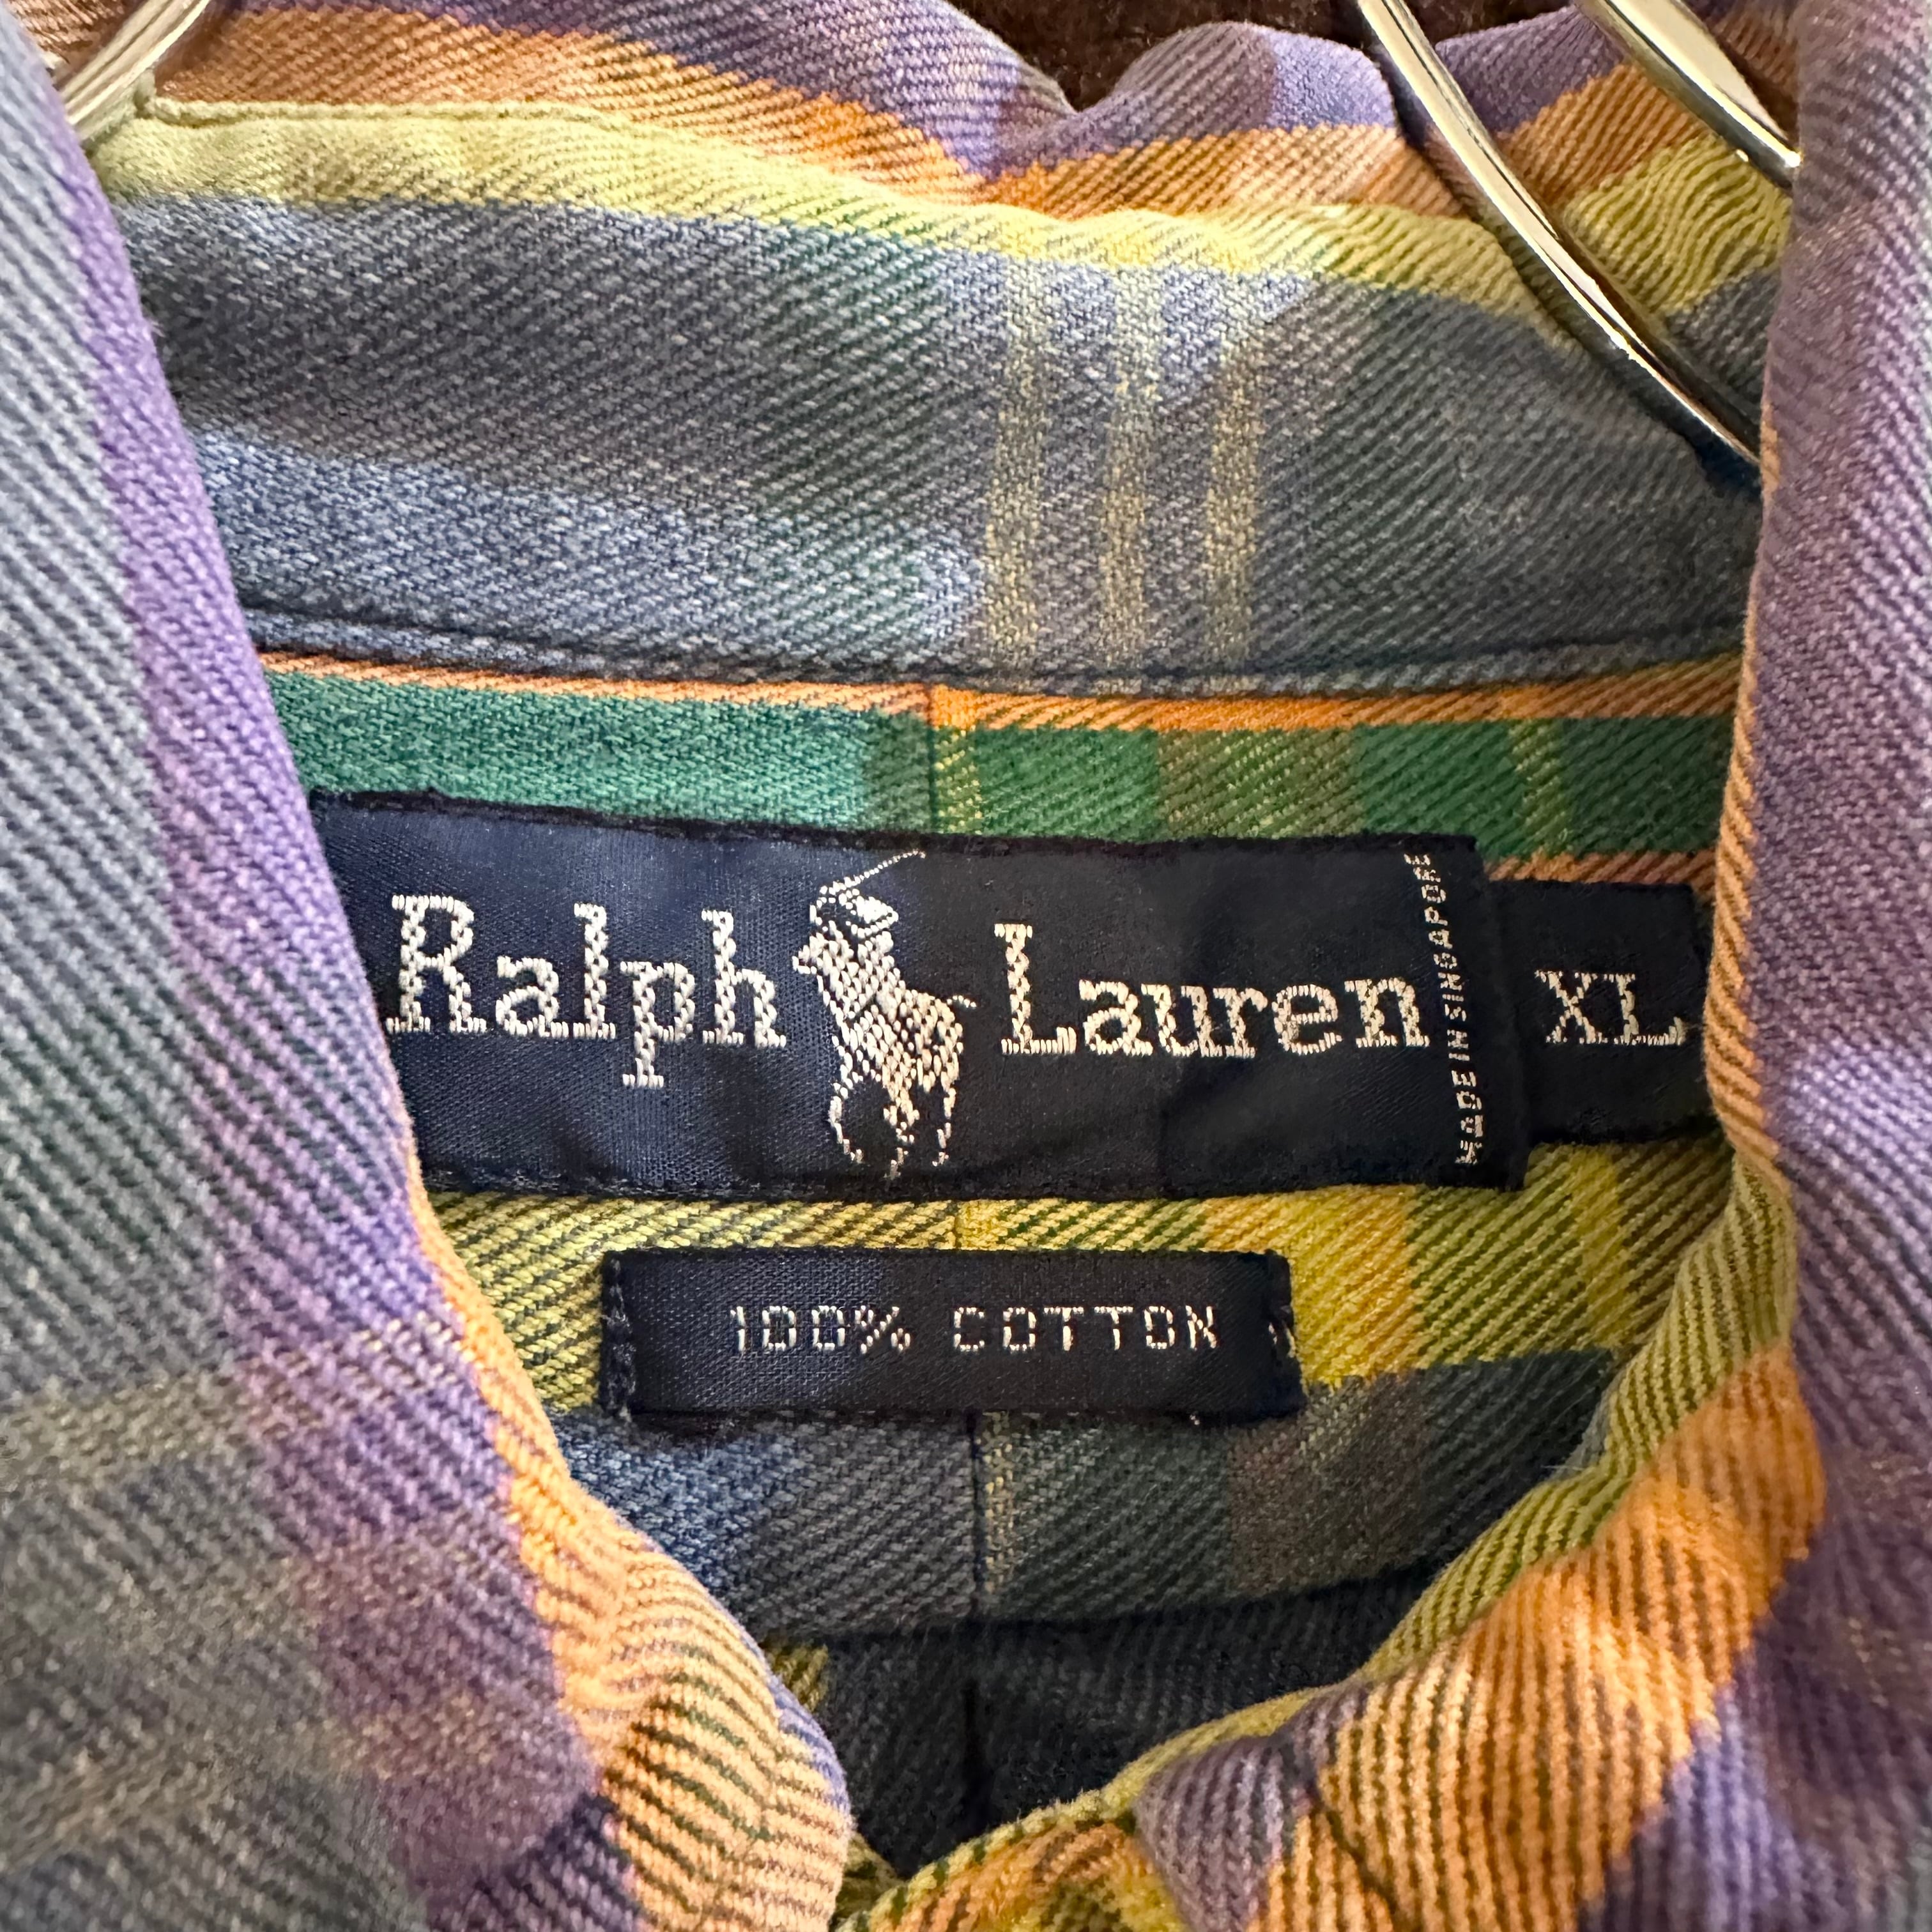 Ralph Lauren
MADE IN SINGAPORE
XL
100% COTTON